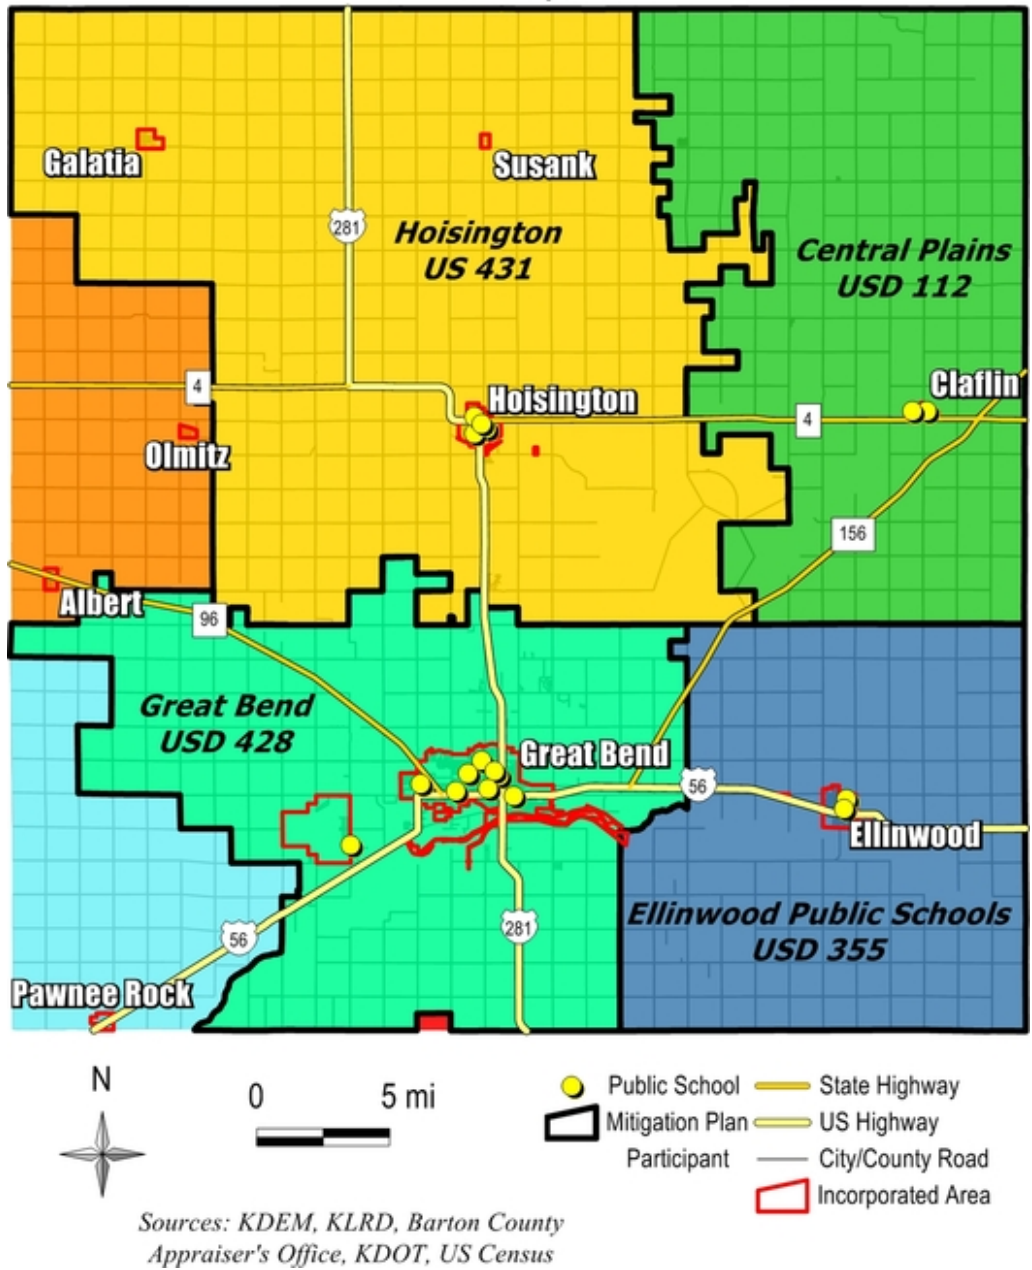 Galatia
Susank
281
Hoisington
US 431
Central Plains
USD 112
4
Hoisington
Claflin
4
Olmitz
156
Albert
96
Great Bend
USD 428
Great Bend
56
Ellinwood
Ellinwood Public Schools
USD 355
56
281
Pawnee Rock
N
0 5 mi
Public School
State Highway
Mitigation Plan
US Highway
Participant
City/County Road
Incorporated Area
Sources: KDEM, KLRD, Barton County
Appraiser's Office, KDOT, US Census